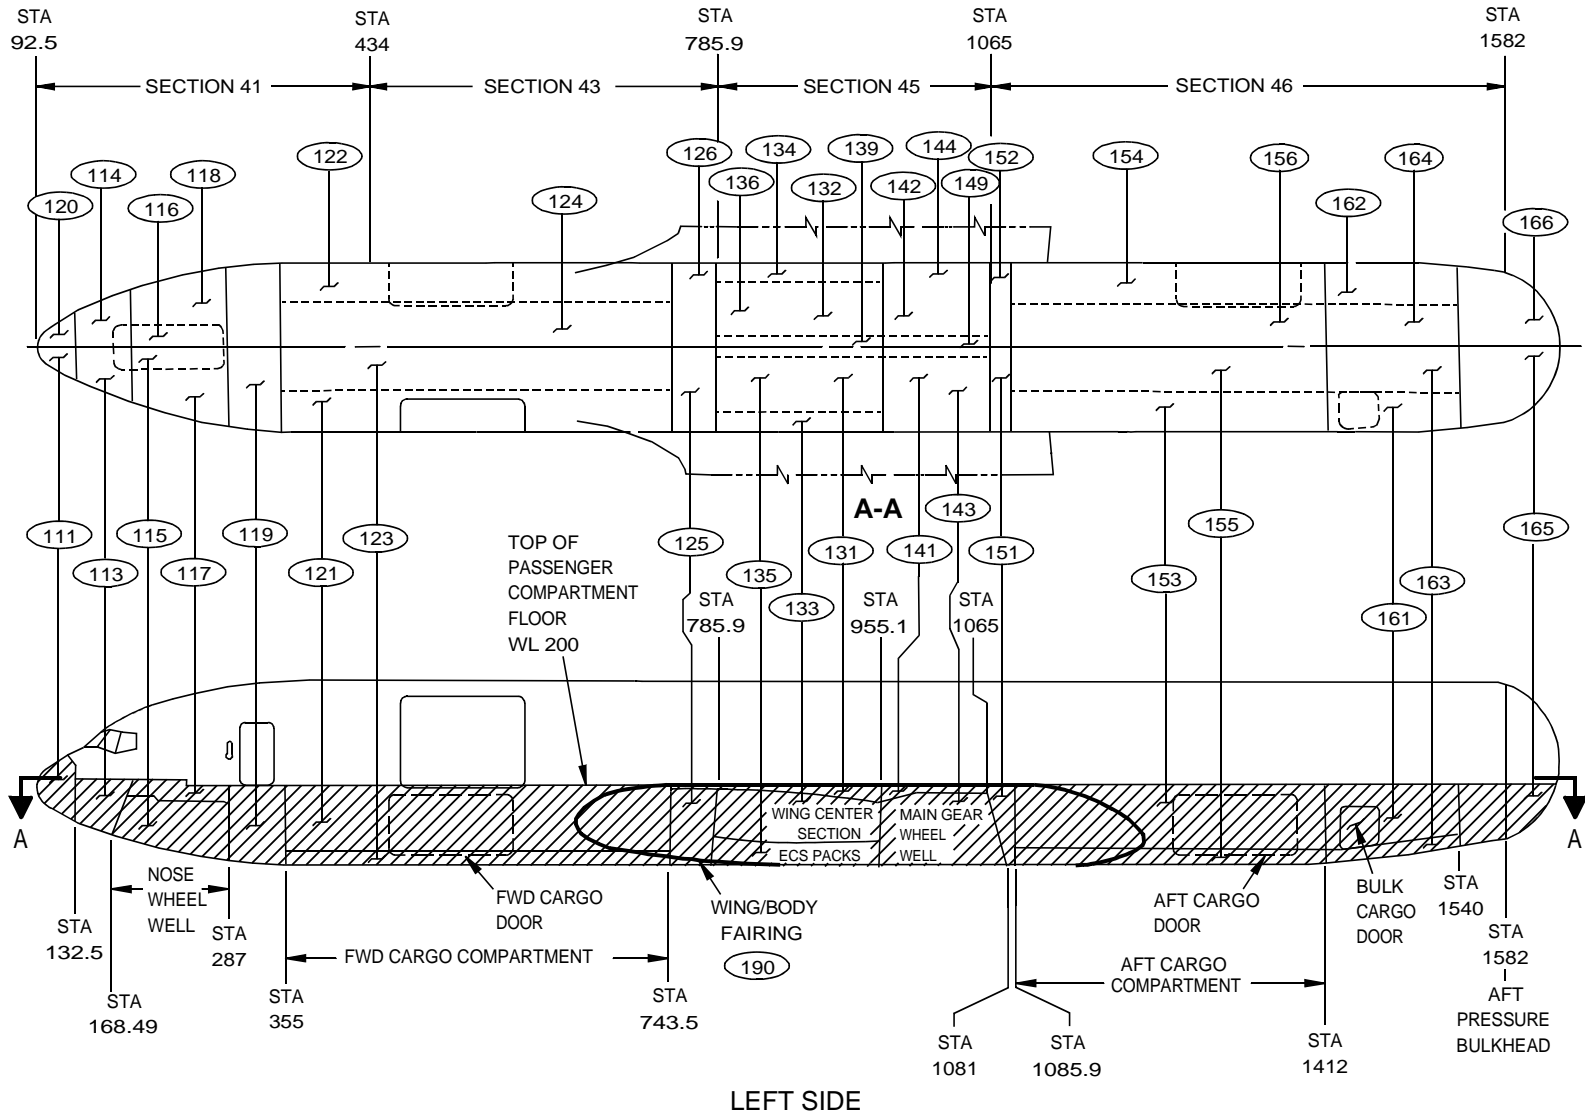 STA
92.5
STA
434
STA
785.9
STA
1065
STA
1582
SECTION 41
SECTION 43
SECTION 45
SECTION 46
120
114
116
118
122
124
126
136
134
132
139
142
144
149
152
154
156
162
164
166
A-A
111
113
115
117
119
121
123
125
135
133
131
141
143
151
153
155
161
163
165
TOP OF
PASSENGER
COMPARTMENT
FLOOR
WL 200
STA
785.9
STA
955.1
STA
1065
WING CENTER
SECTION
ECS PACKS
MAIN GEAR
WHEEL
WELL
A
A
NOSE
WHEEL
WELL
FWD CARGO
DOOR
WING/BODY
FAIRING
190
AFT CARGO
DOOR
BULK
CARGO
DOOR
STA
132.5
STA
168.49
STA
287
STA
355
FWD CARGO COMPARTMENT
STA
743.5
STA
1081
STA
1085.9
AFT CARGO
COMPARTMENT
STA
1412
STA
1540
STA
1582
AFT
PRESSURE
BULKHEAD
LEFT SIDE